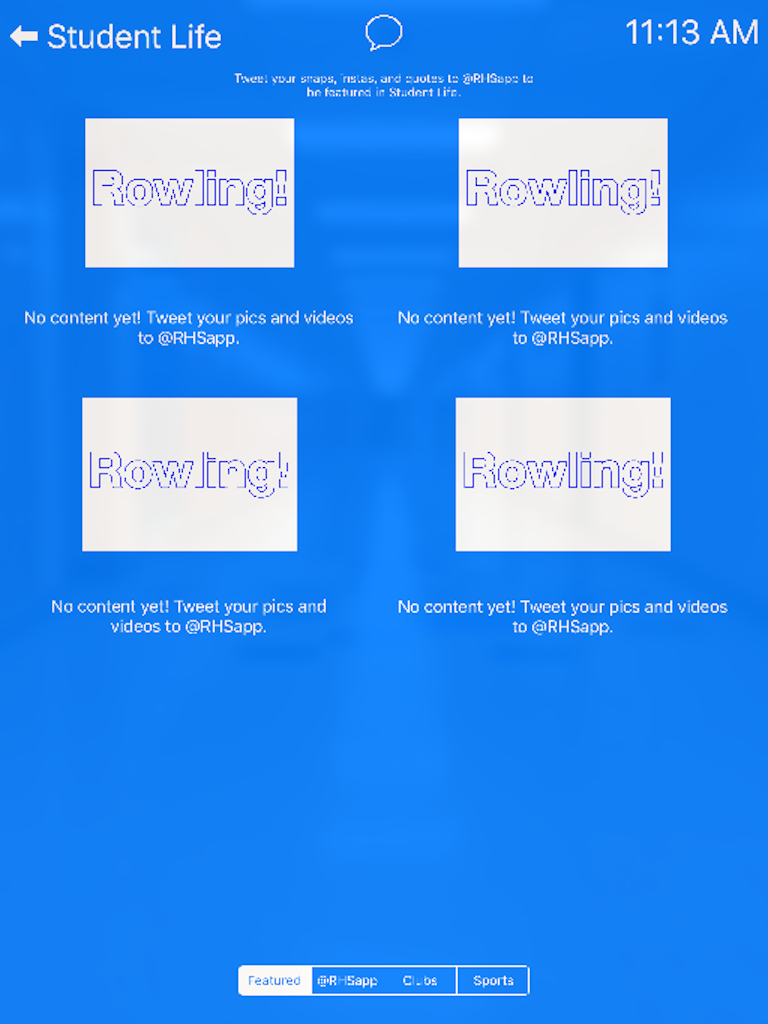 Student Life
11:13 AM
Tweet your snaps, instas, and quotes to @RHSapp to
be featured in Student Life.
Rowling!
Rowling!
No content yet! Tweet your pics and videos
to @RHSapp.
No content yet! Tweet your pics and videos
to @RHSapp.
Rowling!
Rowling!
No content yet! Tweet your pics and
videos to @RHSapp.
No content yet! Tweet your pics and videos
to @RHSapp.
Featured @RHSapp Clubs Sports